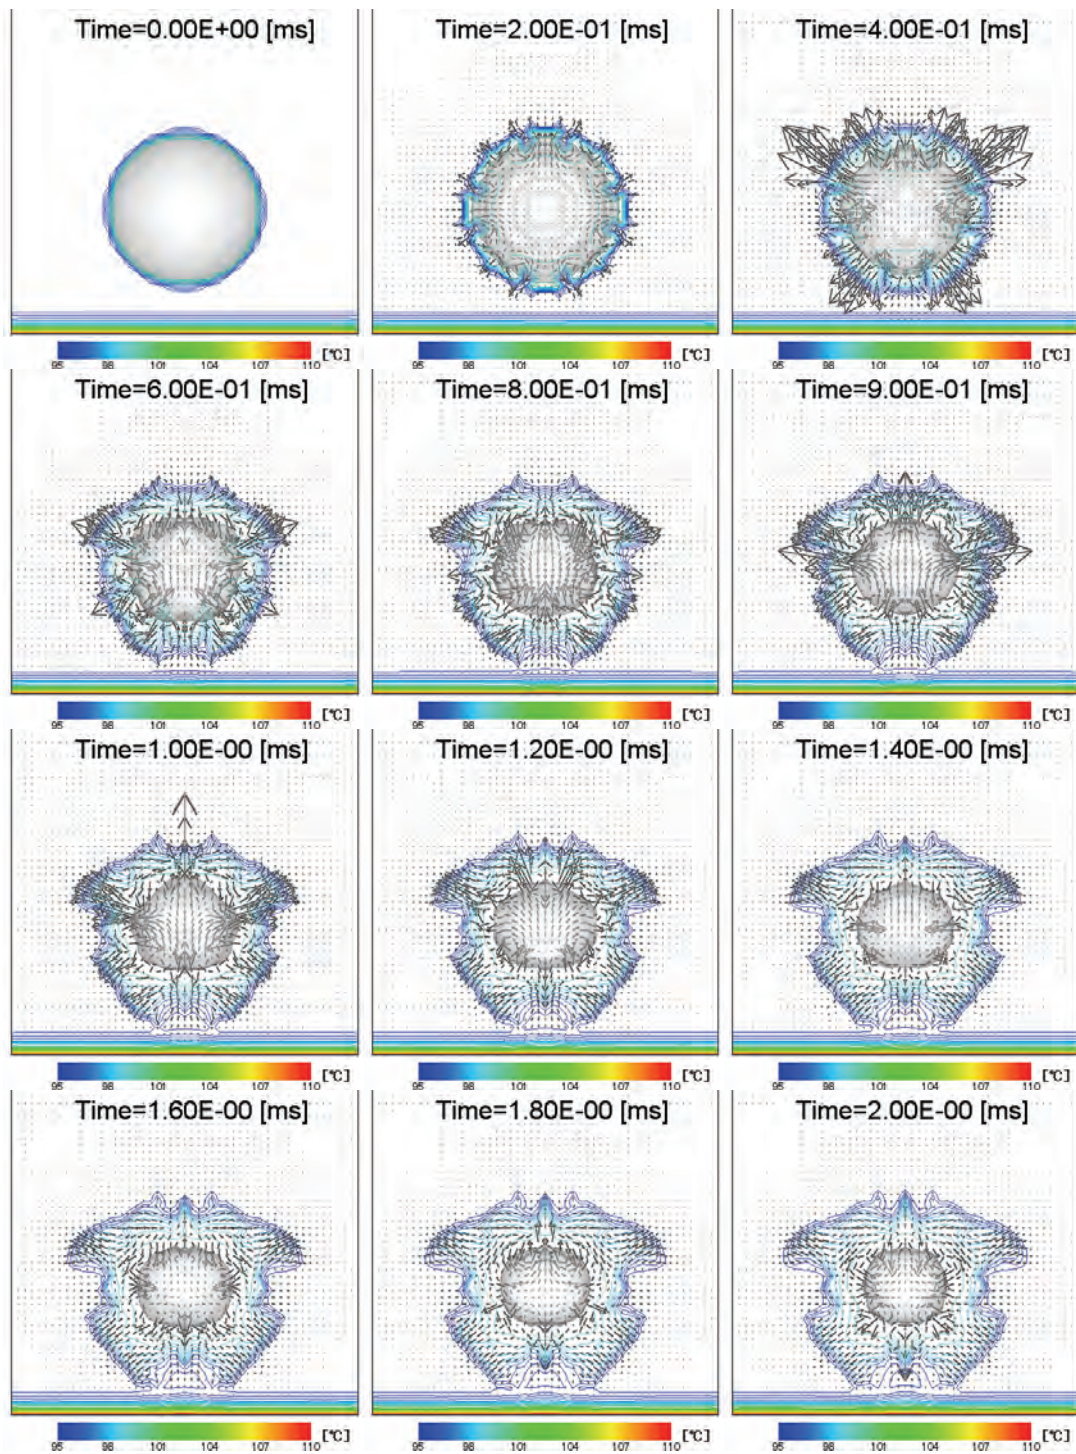 Time=0.00E+00 [ms] Time=2.00E-01 [ms] Time=4.00E-01 [ms]
95 98 101 104 107 110 [℃] 95 98 101 104 107 110 [℃] 95 98 101 104 107 110 [℃]
Time=6.00E-01 [ms] Time=8.00E-01 [ms] Time=9.00E-01 [ms]
95 98 101 104 107 110 [℃] 95 98 101 104 107 110 [℃] 95 98 101 104 107 110 [℃]
Time=1.00E-00 [ms] Time=1.20E-00 [ms] Time=1.40E-00 [ms]
95 98 101 104 107 110 [℃] 95 98 101 104 107 110 [℃] 95 98 101 104 107 110 [℃]
Time=1.60E-00 [ms] Time=1.80E-00 [ms] Time=2.00E-00 [ms]
95 98 101 104 107 110 [℃] 95 98 101 104 107 110 [℃] 95 98 101 104 107 110 [℃]